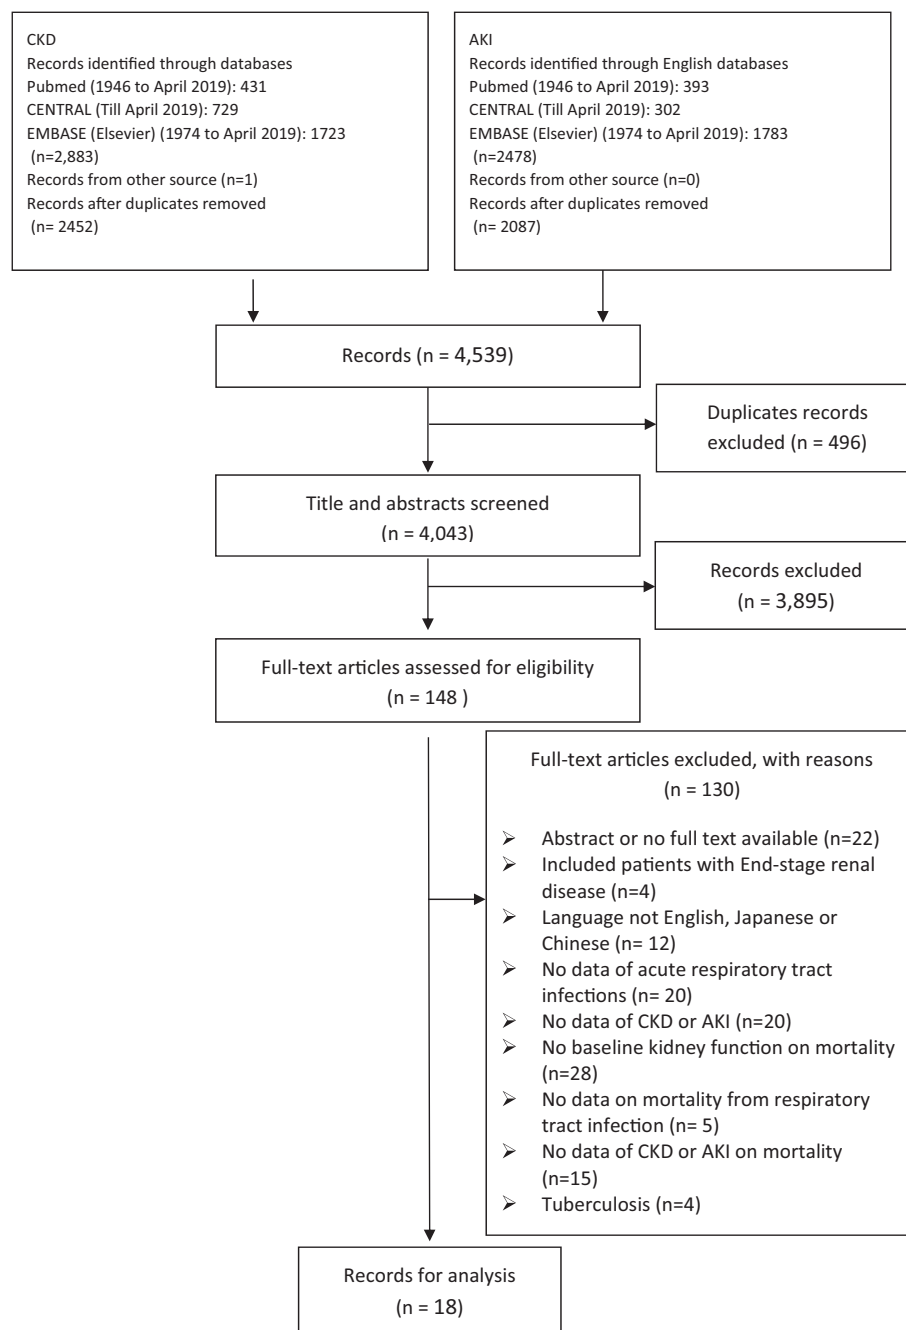 CKD
Records identified through databases
Pubmed (1946 to April 2019): 431
CENTRAL (Till April 2019): 729
EMBASE (Elsevier) (1974 to April 2019): 1723
(n=2,883)
Records from other source (n=1)
Records after duplicates removed
(n= 2452)
AKI
Records identified through English databases
Pubmed (1946 to April 2019): 393
CENTRAL (Till April 2019): 302
EMBASE (Elsevier) (1974 to April 2019): 1783
(n=2478)
Records from other source (n=0)
Records after duplicates removed
(n= 2087)
Records (n = 4,539)
Duplicates records
excluded (n = 496)
Title and abstracts screened
(n = 4,043)
Records excluded
(n = 3,895)
Full-text articles assessed for eligibility
(n = 148 )
Full-text articles excluded, with reasons
(n = 130)
➢ Abstract or no full text available (n=22)
➢ Included patients with End-stage renal
disease (n=4)
➢ Language not English, Japanese or
Chinese (n= 12)
➢ No data of acute respiratory tract
infections (n= 20)
➢ No data of CKD or AKI (n=20)
➢ No baseline kidney function on mortality
(n=28)
➢ No data on mortality from respiratory
tract infection (n= 5)
➢ No data of CKD or AKI on mortality
(n=15)
➢ Tuberculosis (n=4)
Records for analysis
(n = 18)